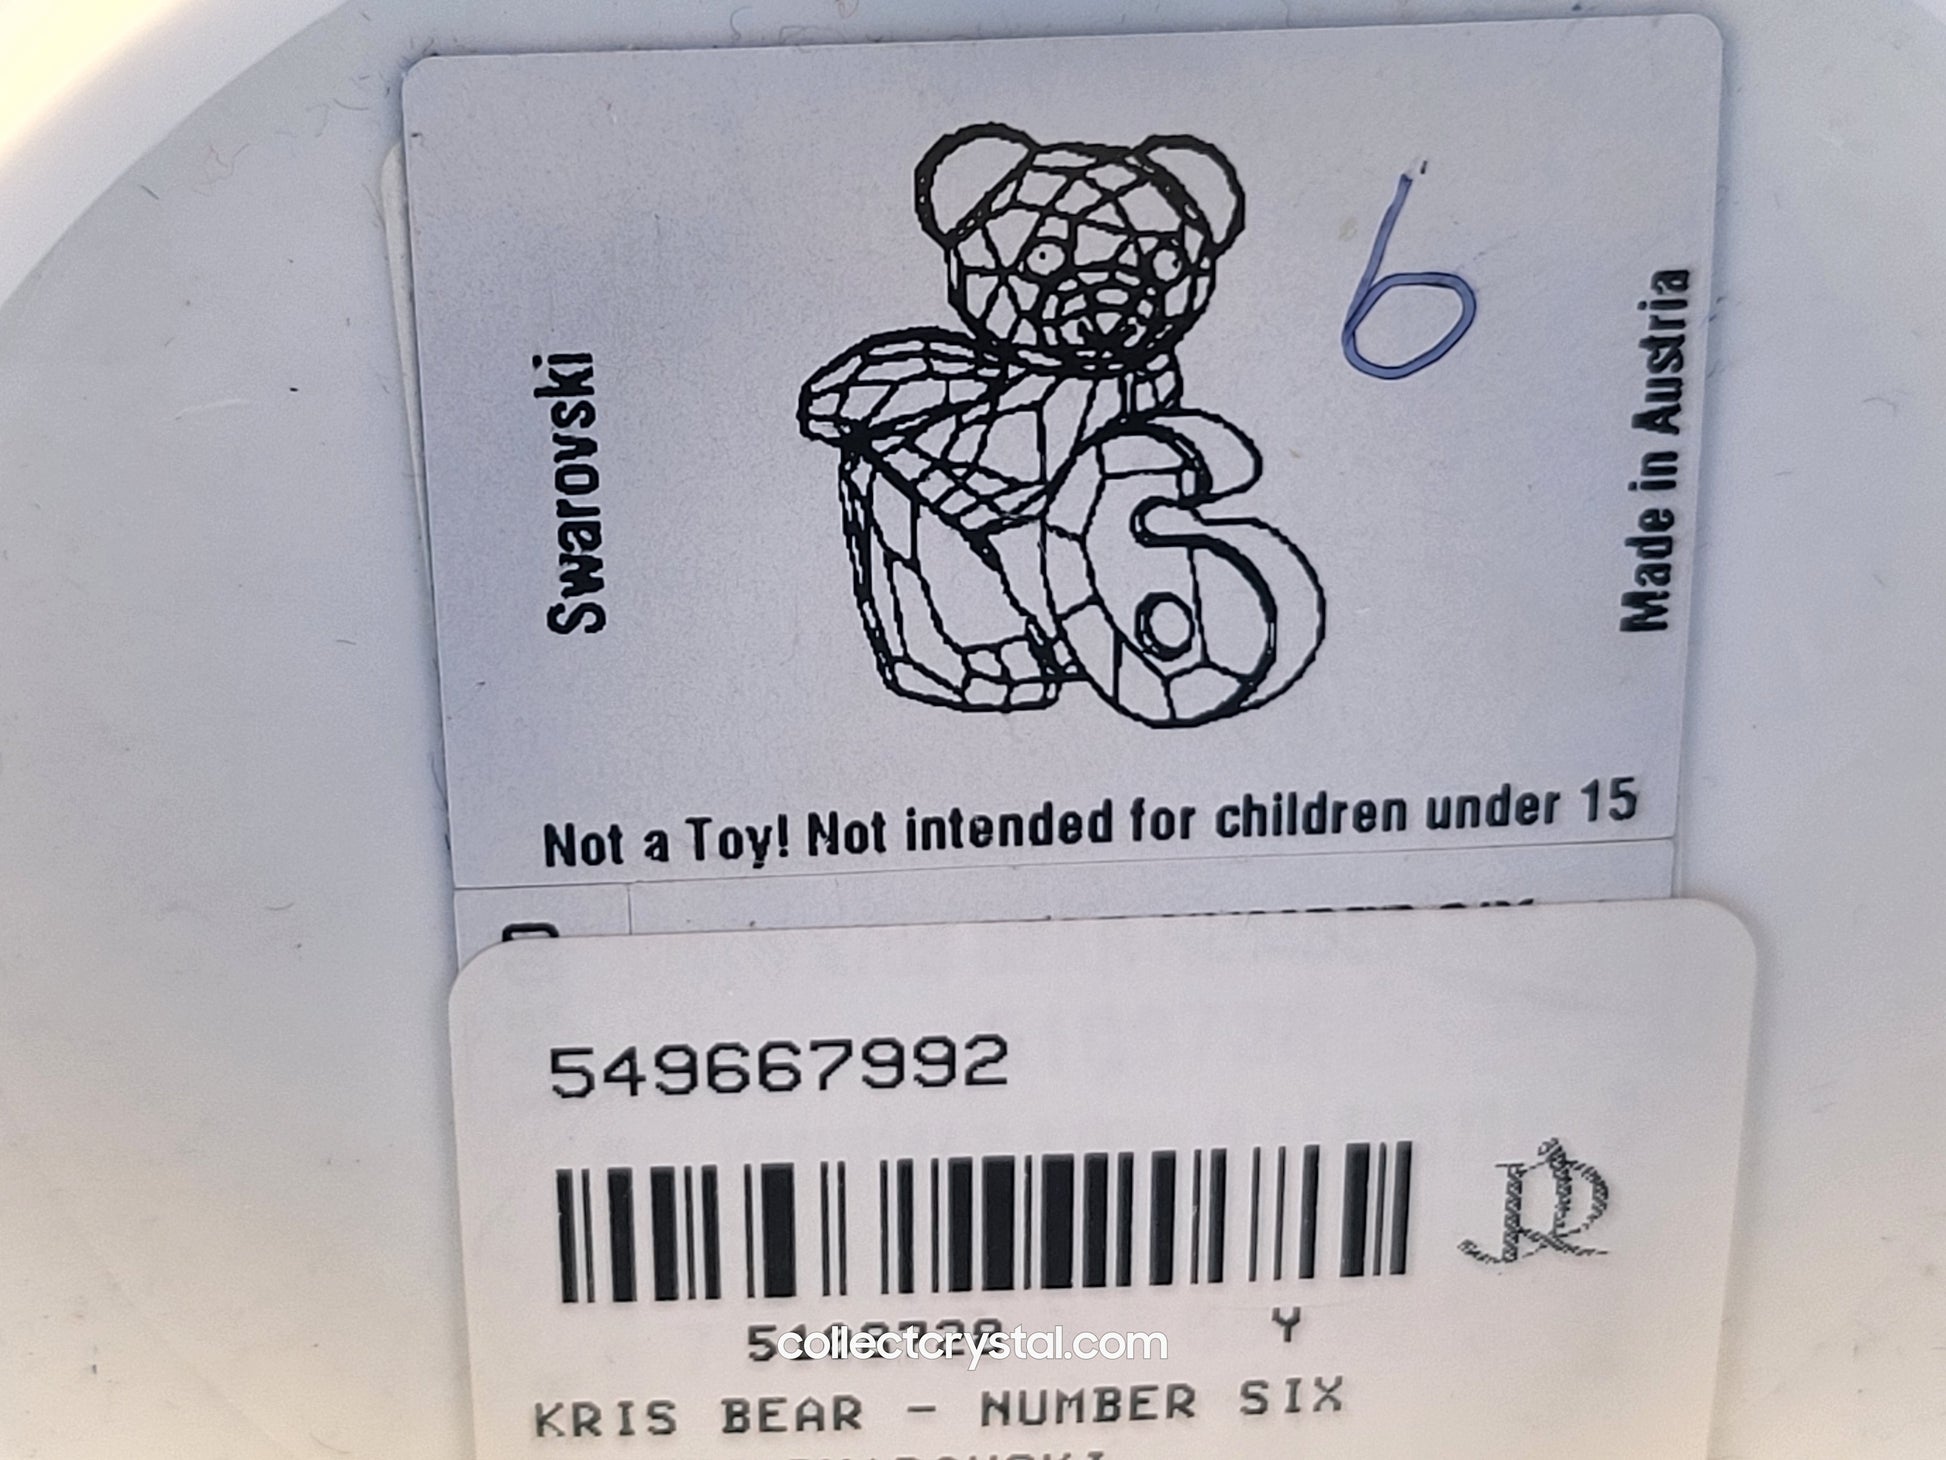 6
Swarovski
6
Made in Austria
Not a Toy! Not intended for children under 15
549667992
Y
collectcrystal.com
KRIS BEAR - NUMBER SIX